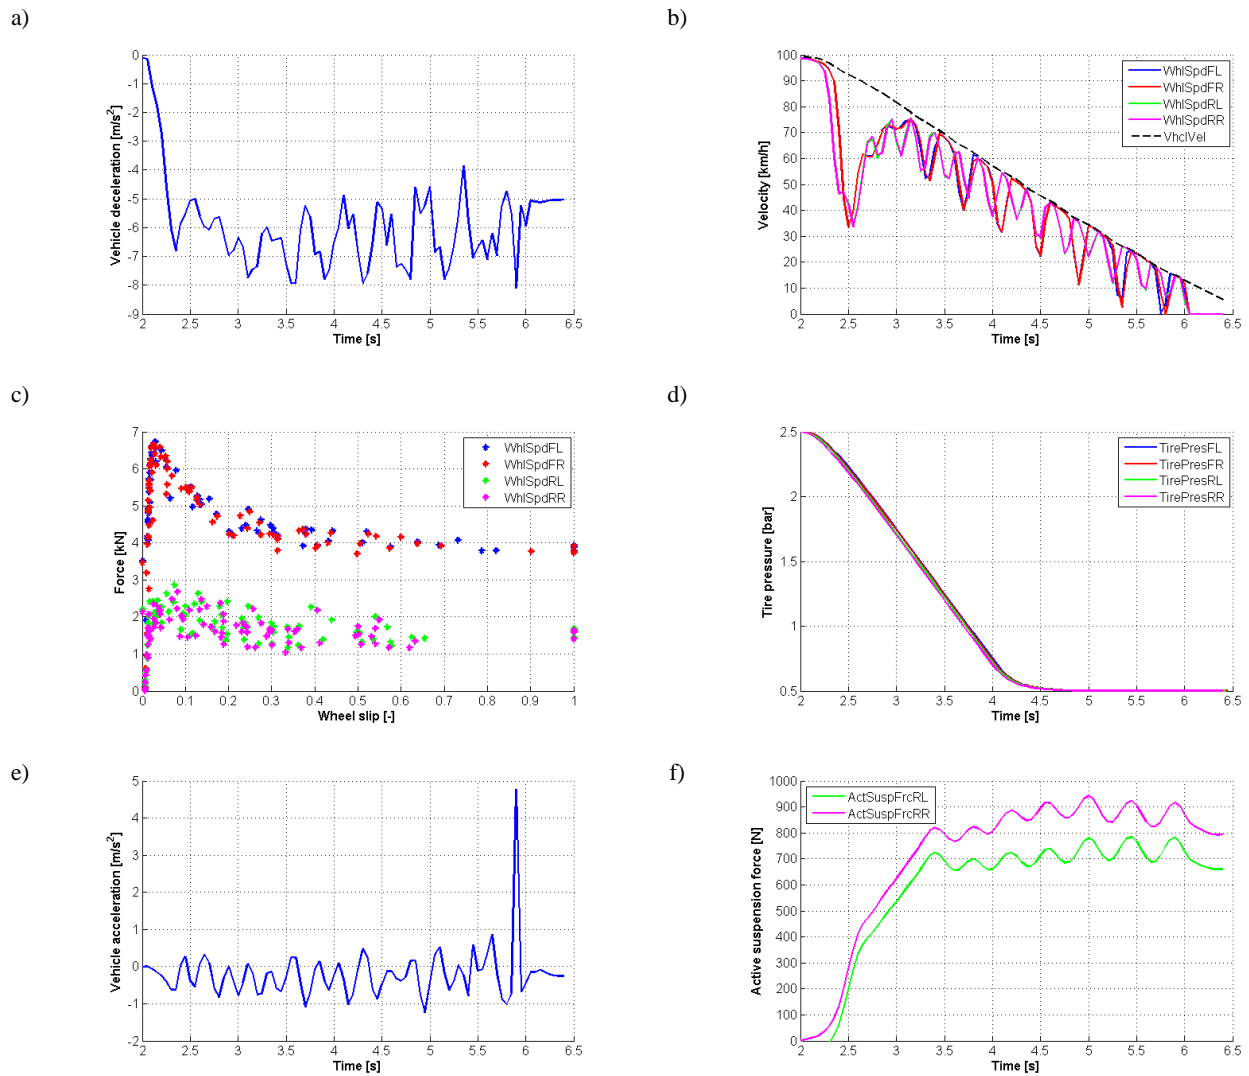 a)
b)
0
-1
-2
-3
-4
-5
-6
-7
-8
-9
2 2.5 3 3.5 4 4.5 5 5.5 6 6.5
Time [s]
Vehicle deceleration [m/s²]
100
90
80
70
60
50
40
30
20
10
0
2 2.5 3 3.5 4 4.5 5 5.5 6 6.5
Time [s]
Velocity [km/h]
WhlSpdFL
WhlSpdFR
WhlSpdRL
WhlSpdRR
VhclVel
c)
d)
7
6
5
4
3
2
1
0
0 0.1 0.2 0.3 0.4 0.5 0.6 0.7 0.8 0.9 1
Wheel slip [-]
Force [kN]
WhlSpdFL
WhlSpdFR
WhlSpdRL
WhlSpdRR
2.5
2
1.5
1
0.5
2 2.5 3 3.5 4 4.5 5 5.5 6 6.5
Time [s]
Tire pressure [bar]
TirePresFL
TirePresFR
TirePresRL
TirePresRR
e)
f)
5
4
3
2
1
0
-1
-2
2 2.5 3 3.5 4 4.5 5 5.5 6 6.5
Time [s]
Vehicle acceleration [m/s²]
1000
900
800
700
600
500
400
300
200
100
0
2 2.5 3 3.5 4 4.5 5 5.5 6 6.5
Time [s]
Active suspension force [N]
ActSuspFrcRL
ActSuspFrcRR